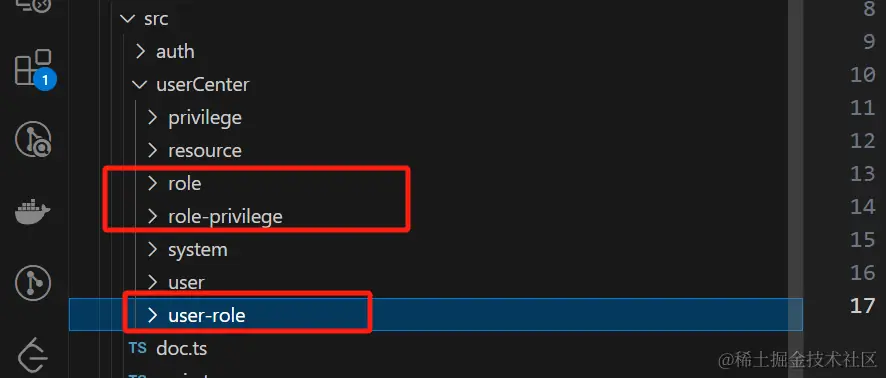 src
auth
userCenter
privilege
resource
role
role-privilege
system
user
user-role
TS doc.ts
1
8
9
10
11
12
13
14
15
16
17
@稀土掘金技术社区